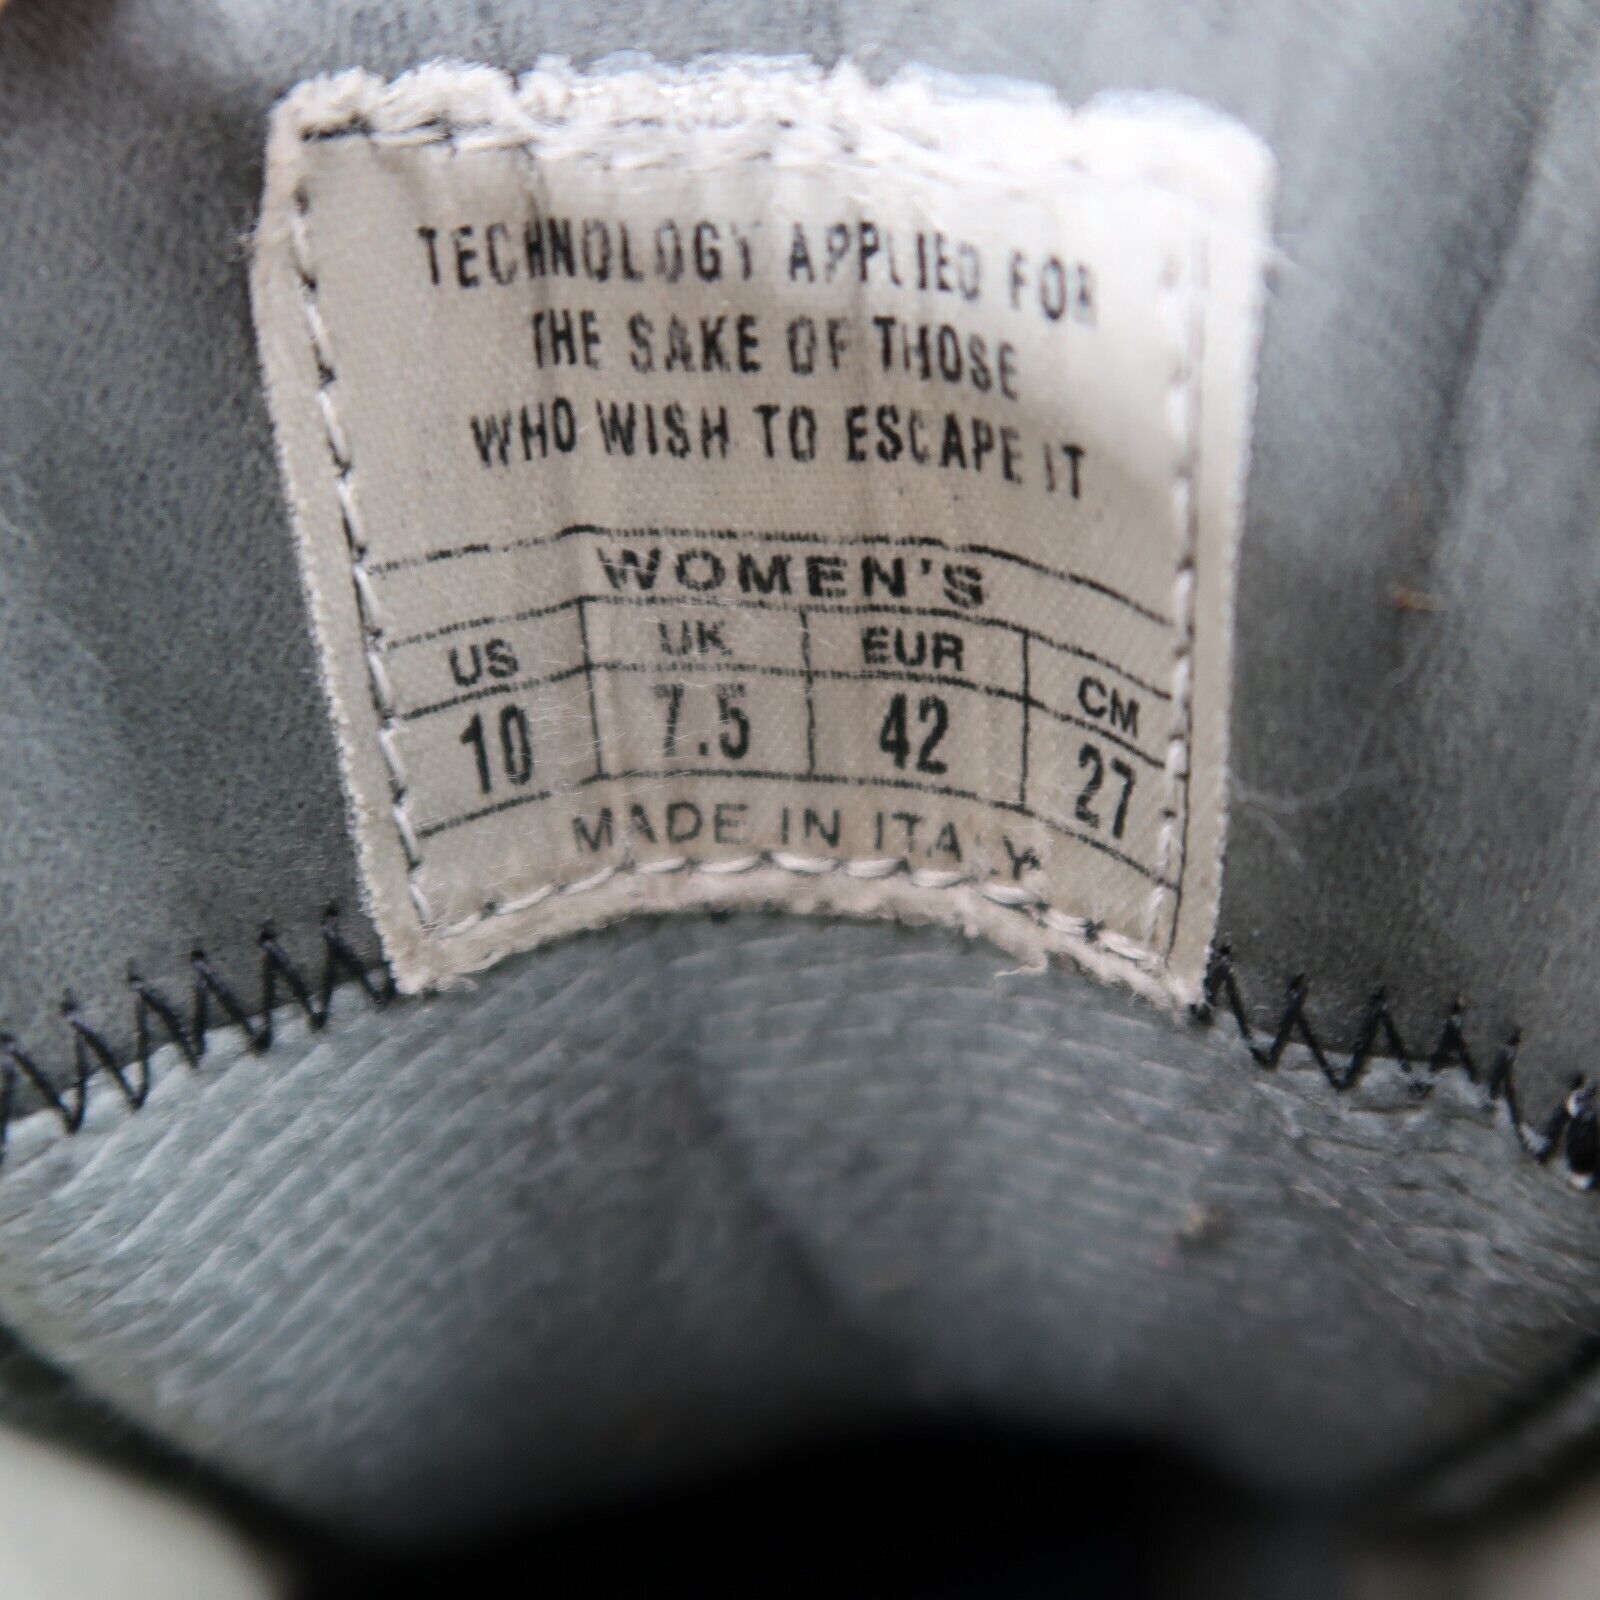 TECHNOLOGY APPLIED FOR
THE SAKE OF THOSE
WHO WISH TO ESCAPE IT
WOMEN'S
US UK EUR CM
10 7.5 42 27
MADE IN ITALY